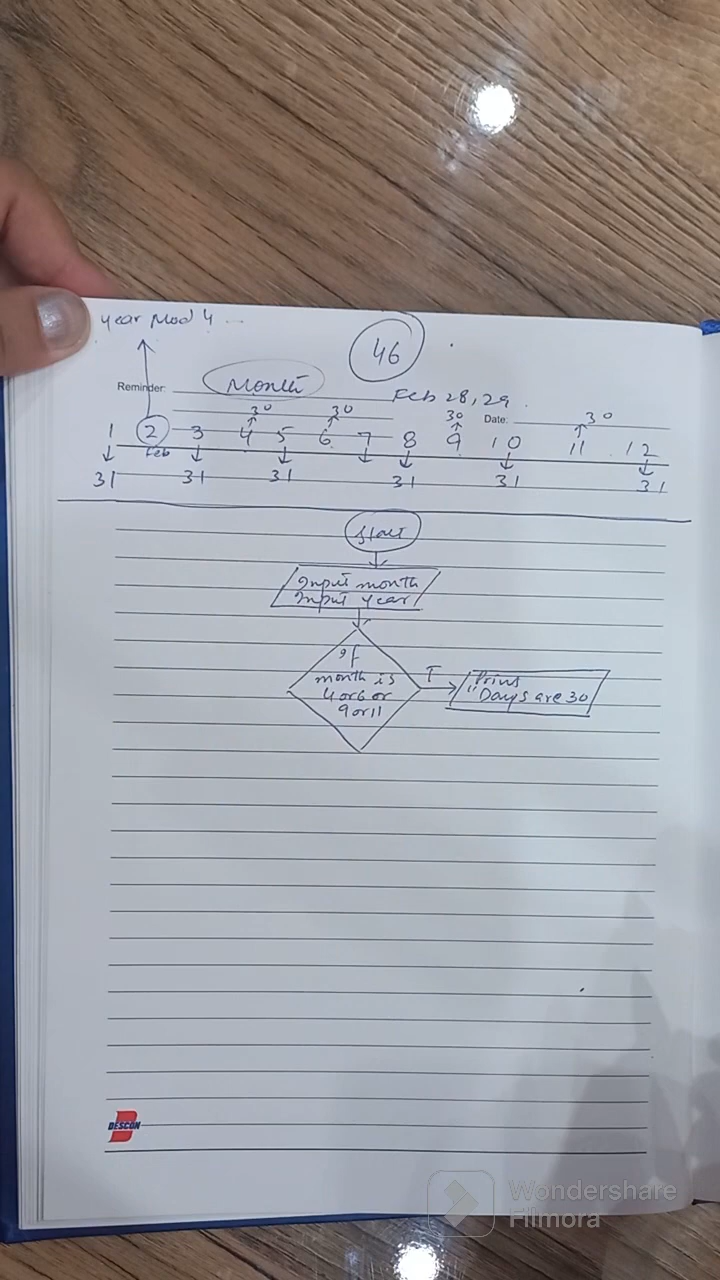 year Mod 4 ...
46
Reminder:
Month
Feb 28, 29
Date:
30 30 30 30
1 2 3 4 5 6 7 8 9 10 11 12
Feb
31 31 31 31 31 31
Start
Input month
Input year
If
month is
4 or 6 or
9 or 11
T
Print
"Days are 30
DESCON
Wondershare
Filmora